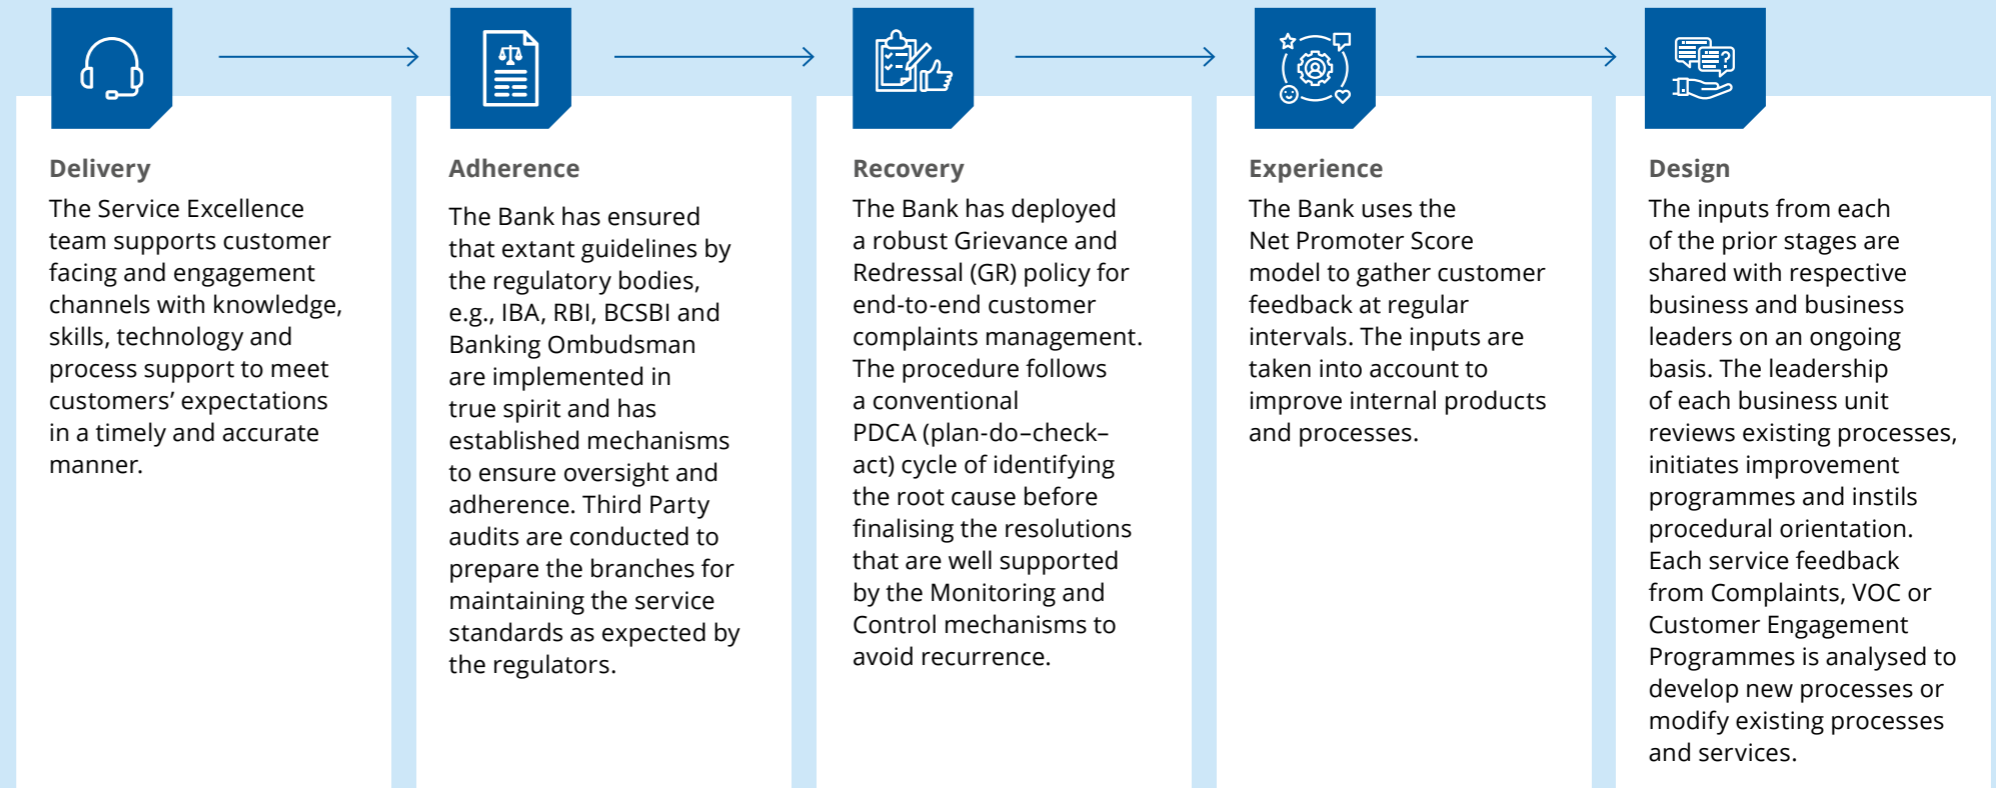 Delivery
The Service Excellence
team supports customer
facing and engagement
channels with knowledge,
skills, technology and
process support to meet
customers’ expectations
in a timely and accurate
manner.
Adherence
The Bank has ensured
that extant guidelines by
the regulatory bodies,
e.g., IBA, RBI, BCSBI and
Banking Ombudsman
are implemented in
true spirit and has
established mechanisms
to ensure oversight and
adherence. Third Party
audits are conducted to
prepare the branches for
maintaining the service
standards as expected by
the regulators.
Recovery
The Bank has deployed
a robust Grievance and
Redressal (GR) policy for
end-to-end customer
complaints management.
The procedure follows
a conventional
PDCA (plan-do–check–
act) cycle of identifying
the root cause before
finalising the resolutions
that are well supported
by the Monitoring and
Control mechanisms to
avoid recurrence.
Experience
The Bank uses the
Net Promoter Score
model to gather customer
feedback at regular
intervals. The inputs are
taken into account to
improve internal products
and processes.
Design
The inputs from each
of the prior stages are
shared with respective
business and business
leaders on an ongoing
basis. The leadership
of each business unit
reviews existing processes,
initiates improvement
programmes and instils
procedural orientation.
Each service feedback
from Complaints, VOC or
Customer Engagement
Programmes is analysed to
develop new processes or
modify existing processes
and services.